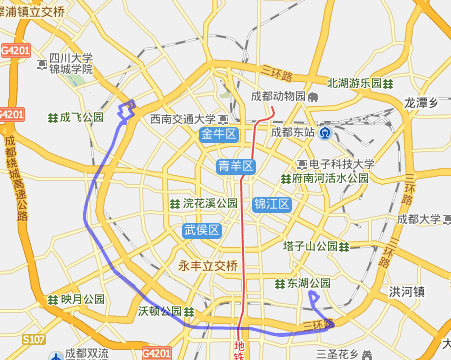 犀浦镇立交桥
G4201
四川大学
锦城学院
三环路
北湖游乐园
成都动物园
龙潭乡
成飞公园
西南交通大学
成都东站
G4201
金牛区
青羊区
电子科技大学
府南河活水公园
三环路
成都绕城高速公路
浣花溪公园
锦江区
成都大学
武侯区
塔子山公园
永丰立交桥
东湖公园
洪河镇
映月公园
沃顿公园
三环路
S107
地铁
成都双流
G4201
三圣花乡